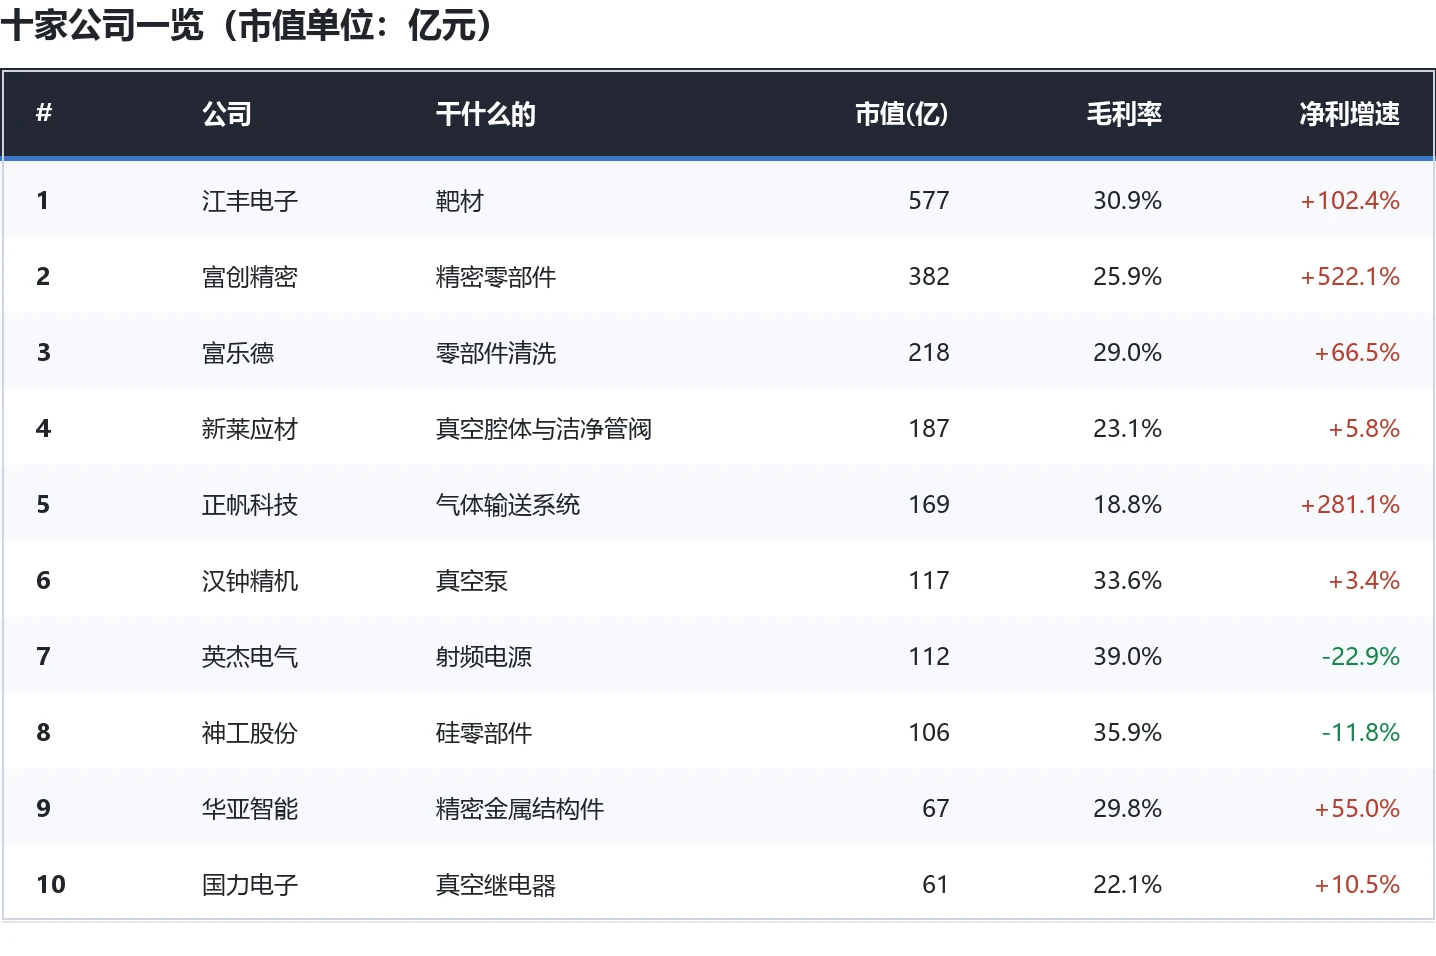 十家公司一览（市值单位：亿元）
# 公司 干什么的 市值(亿) 毛利率 净利增速
1 江丰电子 靶材 577 30.9% +102.4%
2 富创精密 精密零部件 382 25.9% +522.1%
3 富乐德 零部件清洗 218 29.0% +66.5%
4 新莱应材 真空腔体与洁净管阀 187 23.1% +5.8%
5 正帆科技 气体输送系统 169 18.8% +281.1%
6 汉钟精机 真空泵 117 33.6% +3.4%
7 英杰电气 射频电源 112 39.0% -22.9%
8 神工股份 硅零部件 106 35.9% -11.8%
9 华亚智能 精密金属结构件 67 29.8% +55.0%
10 国力电子 真空继电器 61 22.1% +10.5%